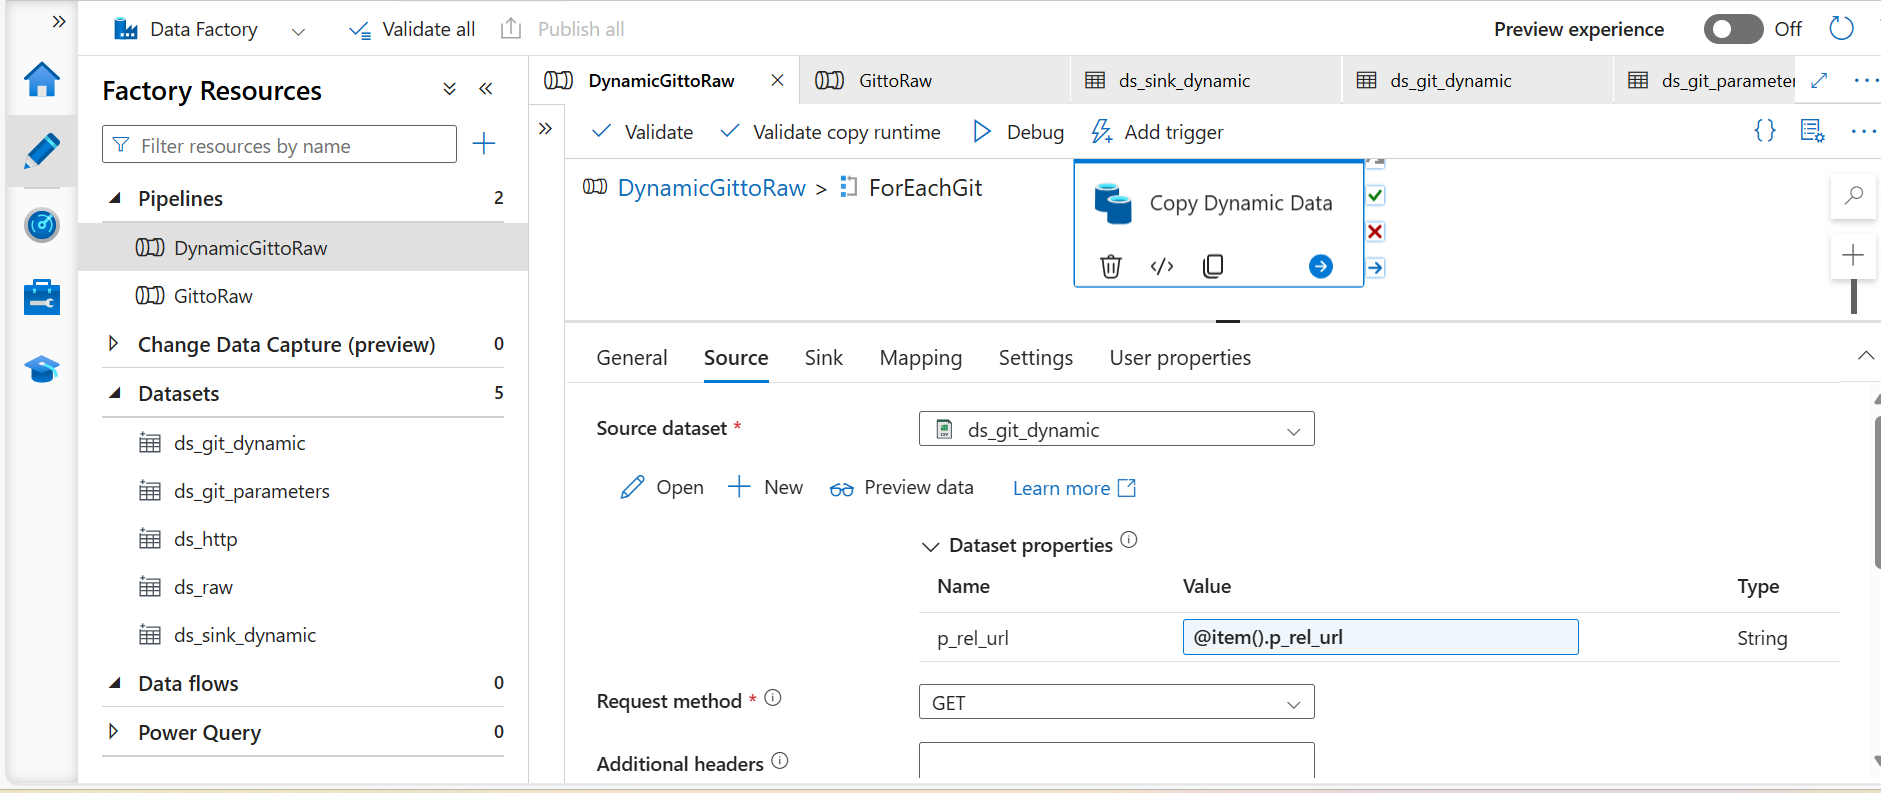 Data Factory
Validate all
Publish all
Preview experience
Off
Factory Resources
Filter resources by name
Pipelines 2
DynamicGittoRaw
GittoRaw
Change Data Capture (preview) 0
Datasets 5
ds_git_dynamic
ds_git_parameters
ds_http
ds_raw
ds_sink_dynamic
Data flows 0
Power Query 0
DynamicGittoRaw
GittoRaw
ds_sink_dynamic
ds_git_dynamic
ds_git_parameter
Validate
Validate copy runtime
Debug
Add trigger
DynamicGittoRaw > ForEachGit
Copy Dynamic Data
General Source Sink Mapping Settings User properties
Source dataset *
ds_git_dynamic
Open
New
Preview data
Learn more
Dataset properties
Name Value Type
p_rel_url @item().p_rel_url String
Request method *
GET
Additional headers